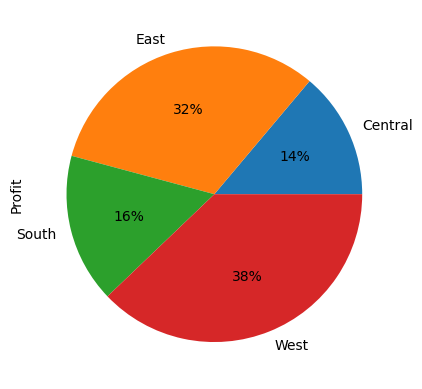 East
32%
Central
14%
Profit
16%
South
38%
West